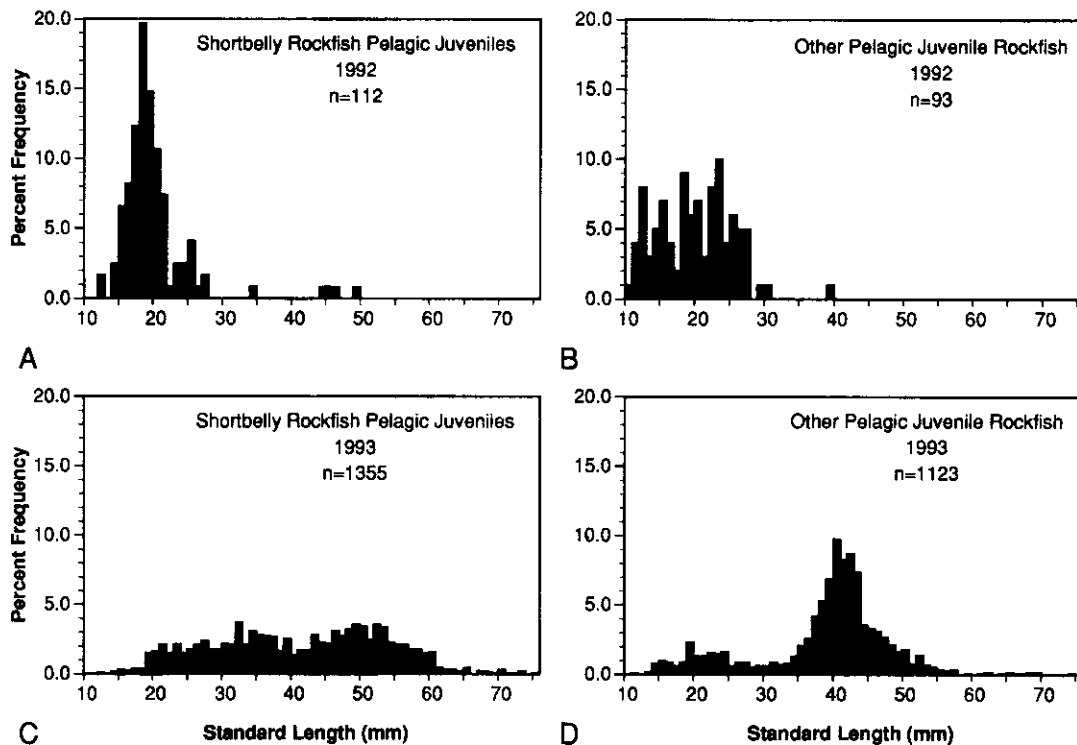 20.0
15.0
10.0
5.0
0.0
Percent Frequency
Shortbelly Rockfish Pelagic Juveniles
1992
n=112
10 20 30 40 50 60 70
A
20.0
15.0
10.0
5.0
0.0
Other Pelagic Juvenile Rockfish
1992
n=93
10 20 30 40 50 60 70
B
20.0
15.0
10.0
5.0
0.0
Percent Frequency
Shortbelly Rockfish Pelagic Juveniles
1993
n=1355
10 20 30 40 50 60 70
C
Standard Length (mm)
20.0
15.0
10.0
5.0
0.0
Other Pelagic Juvenile Rockfish
1993
n=1123
10 20 30 40 50 60 70
D
Standard Length (mm)